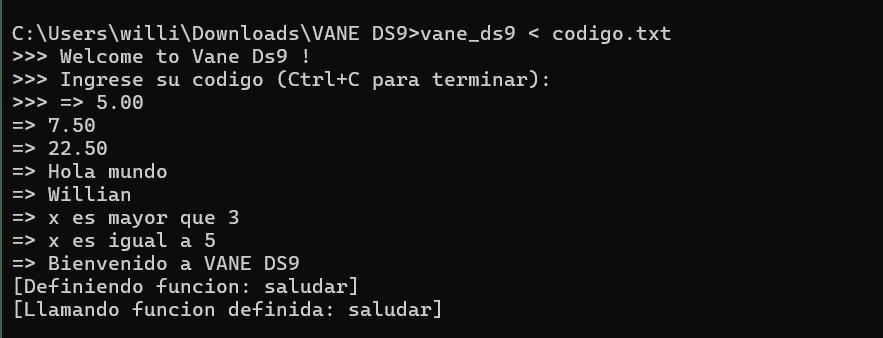 C:\Users\willi\Downloads\VANE DS9>vane_ds9 < codigo.txt
>>> Welcome to Vane Ds9 !
>>> Ingrese su codigo (Ctrl+C para terminar):
>>> => 5.00
=> 7.50
=> 22.50
=> Hola mundo
=> Willian
=> x es mayor que 3
=> x es igual a 5
=> Bienvenido a VANE DS9
[Definiendo funcion: saludar]
[Llamando funcion definida: saludar]